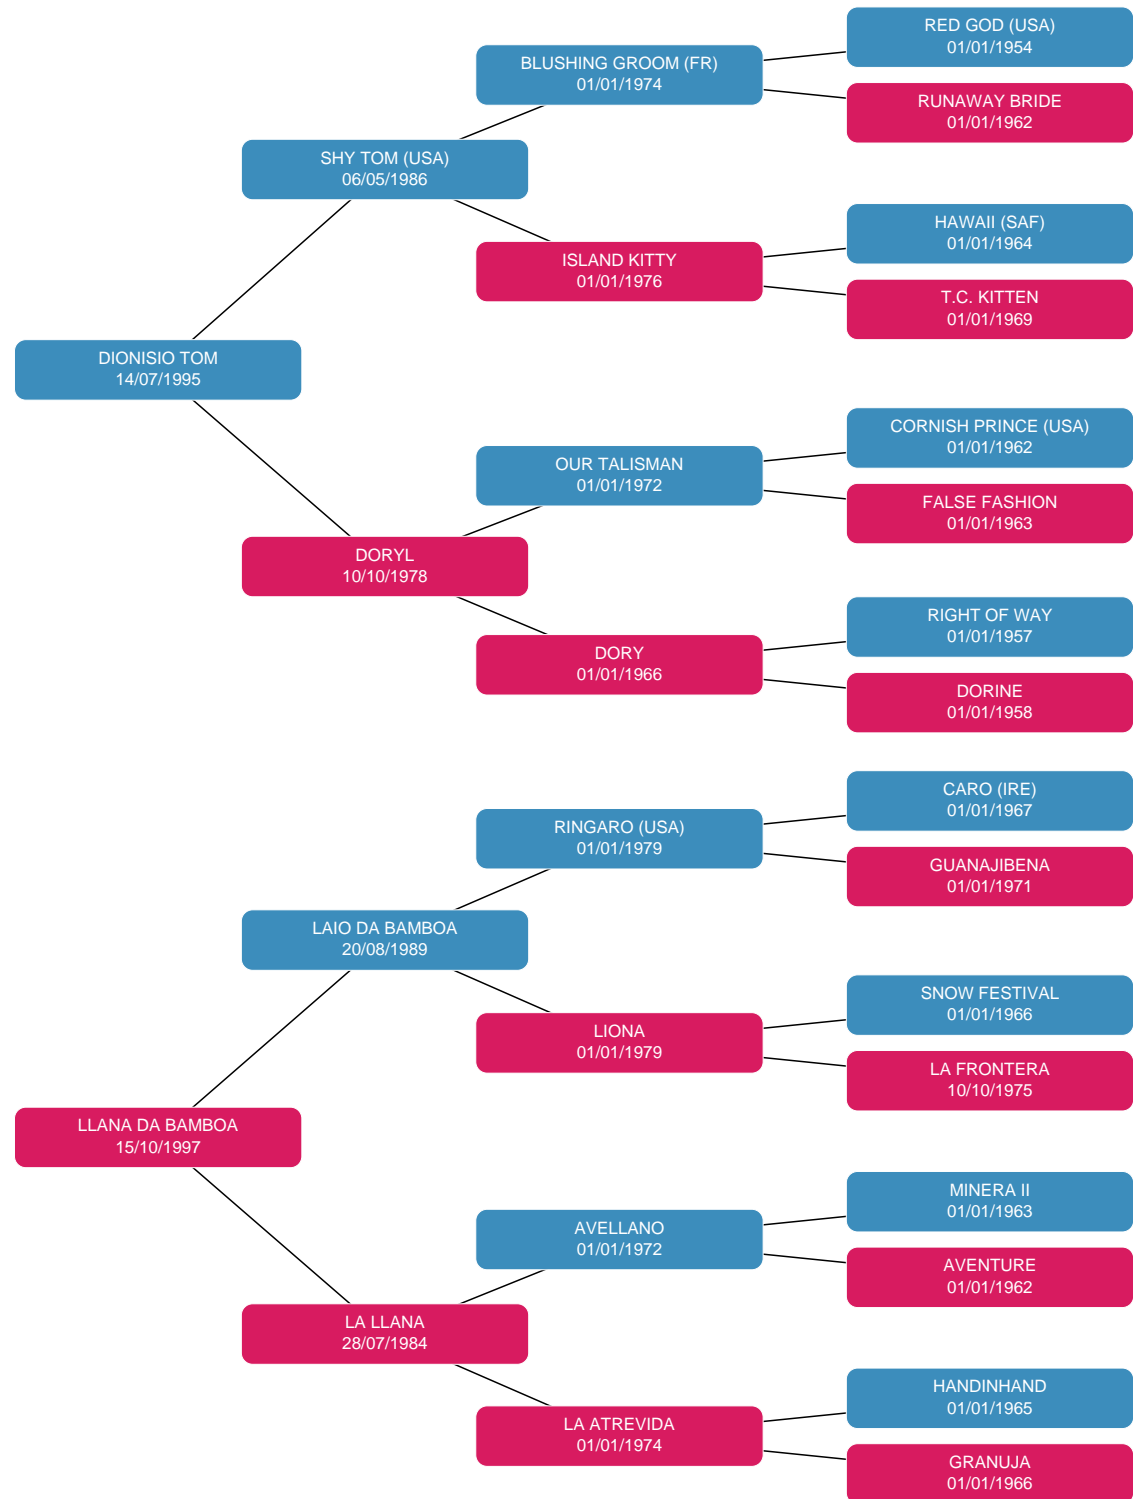 RED GOD (USA)
01/01/1954
BLUSHING GROOM (FR)
01/01/1974
RUNAWAY BRIDE
01/01/1962
SHY TOM (USA)
06/05/1986
HAWAII (SAF)
01/01/1964
ISLAND KITTY
01/01/1976
T.C. KITTEN
01/01/1969
DIONISIO TOM
14/07/1995
CORNISH PRINCE (USA)
01/01/1962
OUR TALISMAN
01/01/1972
FALSE FASHION
01/01/1963
DORYL
10/10/1978
RIGHT OF WAY
01/01/1957
DORY
01/01/1966
DORINE
01/01/1958
CARO (IRE)
01/01/1967
RINGARO (USA)
01/01/1979
GUANAJIBENA
01/01/1971
LAIO DA BAMBOA
20/08/1989
SNOW FESTIVAL
01/01/1966
LIONA
01/01/1979
LA FRONTERA
10/10/1975
LLANA DA BAMBOA
15/10/1997
MINERA II
01/01/1963
AVELLANO
01/01/1972
AVENTURE
01/01/1962
LA LLANA
28/07/1984
HANDINHAND
01/01/1965
LA ATREVIDA
01/01/1974
GRANUJA
01/01/1966